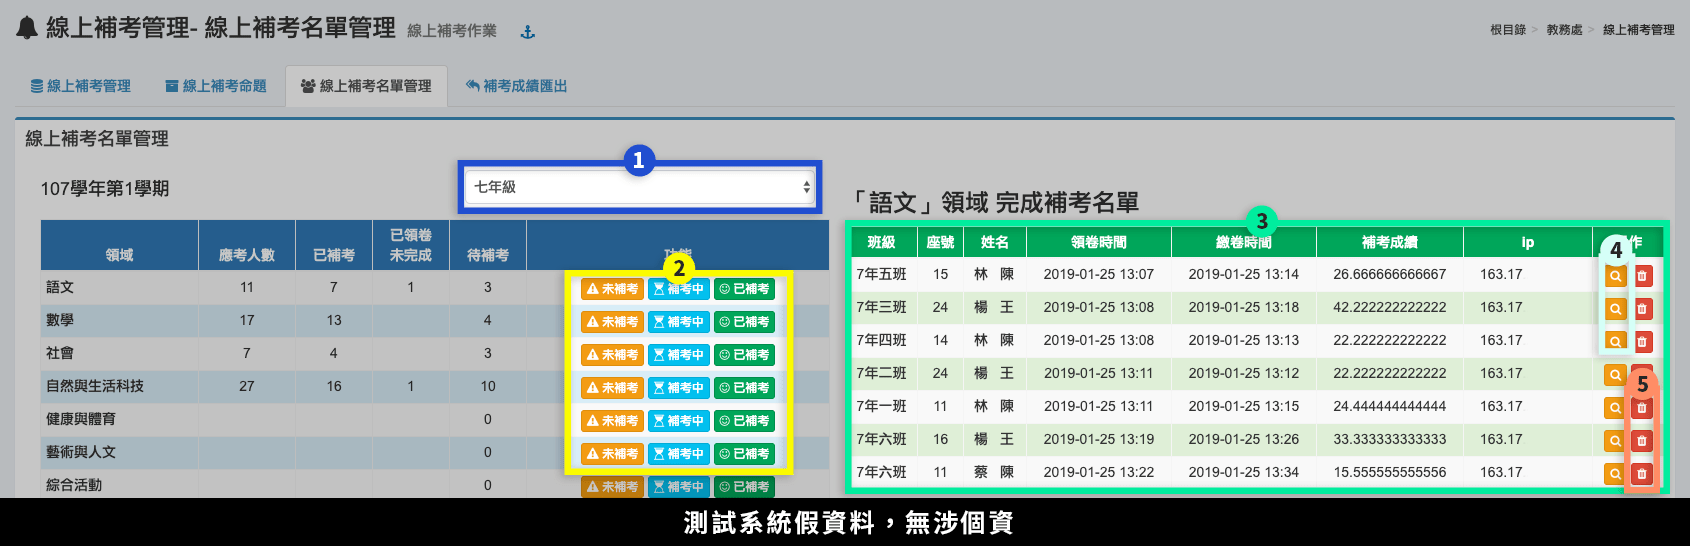 線上補考管理- 線上補考名單管理 線上補考作業
根目錄 > 教務處 > 線上補考管理
線上補考管理 線上補考命題 線上補考名單管理 補考成績匯出
線上補考名單管理
107學年第1學期
1
七年級
領域 應考人數 已補考 已領卷未完成 待補考
2
語文 11 7 1 3 未補考 補考中 已補考
數學 17 13 4 未補考 補考中 已補考
社會 7 4 3 未補考 補考中 已補考
自然與生活科技 27 16 1 10 未補考 補考中 已補考
健康與體育 0 未補考 補考中 已補考
藝術與人文 0 未補考 補考中 已補考
綜合活動 0 未補考 補考中 已補考
「語文」領域 完成補考名單
3
班級 座號 姓名 領卷時間 繳卷時間 補考成績 ip 作
4
7年五班 15 林 陳 2019-01-25 13:07 2019-01-25 13:14 26.666666666667 163.17
7年三班 24 楊 王 2019-01-25 13:08 2019-01-25 13:18 42.222222222222 163.17
7年四班 14 林 陳 2019-01-25 13:08 2019-01-25 13:13 22.222222222222 163.17
7年二班 24 楊 王 2019-01-25 13:11 2019-01-25 13:12 22.222222222222 163.17
5
7年一班 11 林 陳 2019-01-25 13:11 2019-01-25 13:15 24.444444444444 163.17
7年六班 16 楊 王 2019-01-25 13:19 2019-01-25 13:26 33.333333333333 163.17
7年六班 11 蔡 陳 2019-01-25 13:22 2019-01-25 13:34 15.555555555556 163.17
測試系統假資料，無涉個資